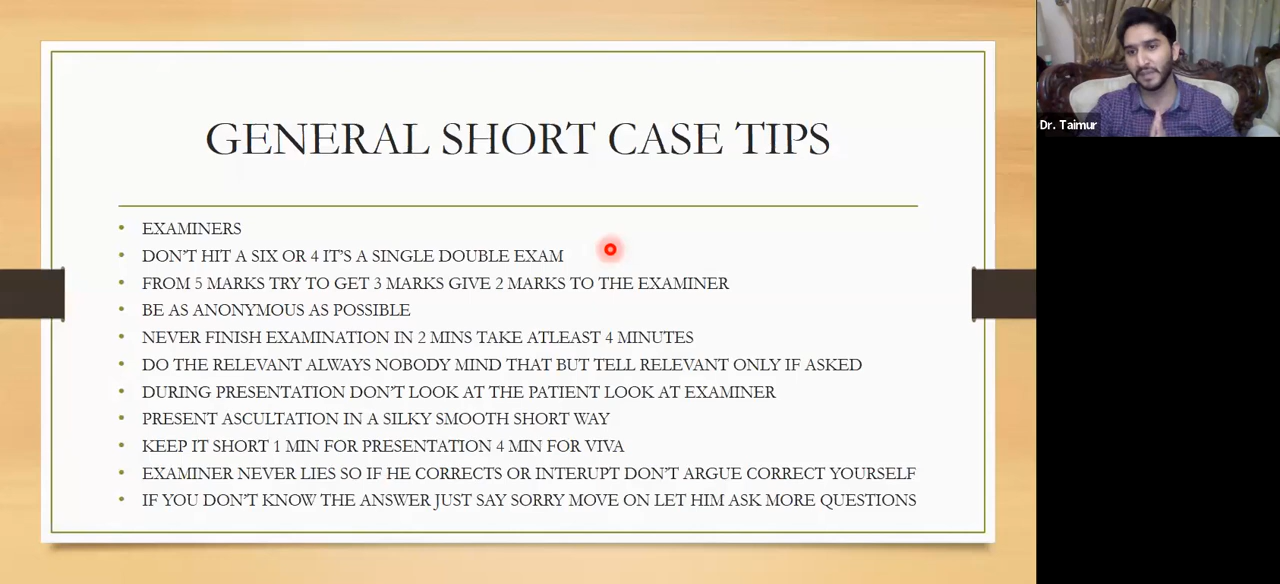 GENERAL SHORT CASE TIPS
• EXAMINERS
• DON'T HIT A SIX OR 4 IT'S A SINGLE DOUBLE EXAM
• FROM 5 MARKS TRY TO GET 3 MARKS GIVE 2 MARKS TO THE EXAMINER
• BE AS ANONYMOUS AS POSSIBLE
• NEVER FINISH EXAMINATION IN 2 MINS TAKE ATLEAST 4 MINUTES
• DO THE RELEVANT ALWAYS NOBODY MIND THAT BUT TELL RELEVANT ONLY IF ASKED
• DURING PRESENTATION DON'T LOOK AT THE PATIENT LOOK AT EXAMINER
• PRESENT ASCULTATION IN A SILKY SMOOTH SHORT WAY
• KEEP IT SHORT 1 MIN FOR PRESENTATION 4 MIN FOR VIVA
• EXAMINER NEVER LIES SO IF HE CORRECTS OR INTERUPT DON'T ARGUE CORRECT YOURSELF
• IF YOU DON'T KNOW THE ANSWER JUST SAY SORRY MOVE ON LET HIM ASK MORE QUESTIONS
Dr. Taimur